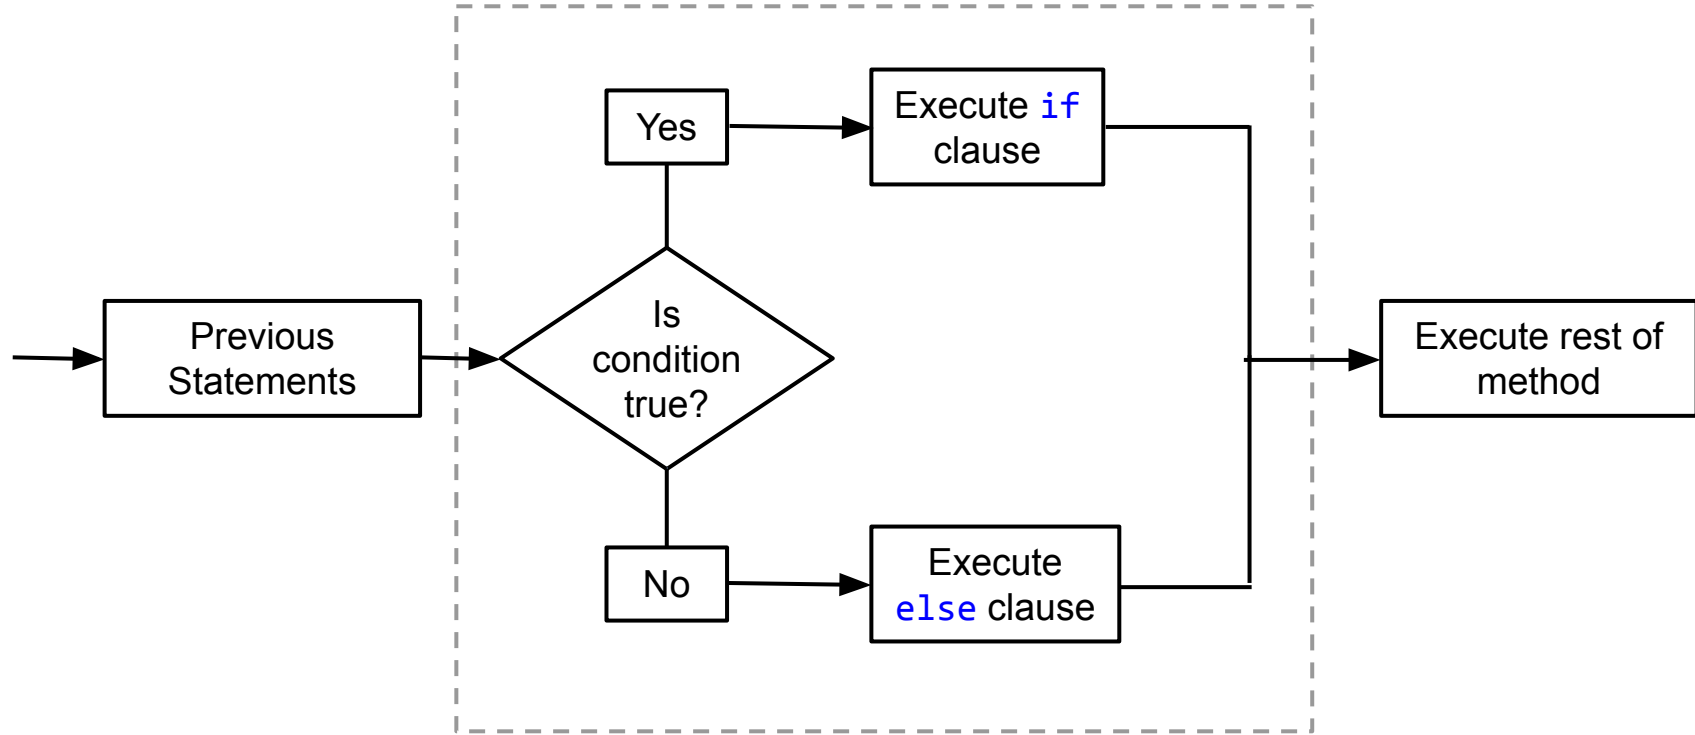 Yes
Execute if
clause
Previous
Statements
Is
condition
true?
Execute rest of
method
No
Execute
else clause